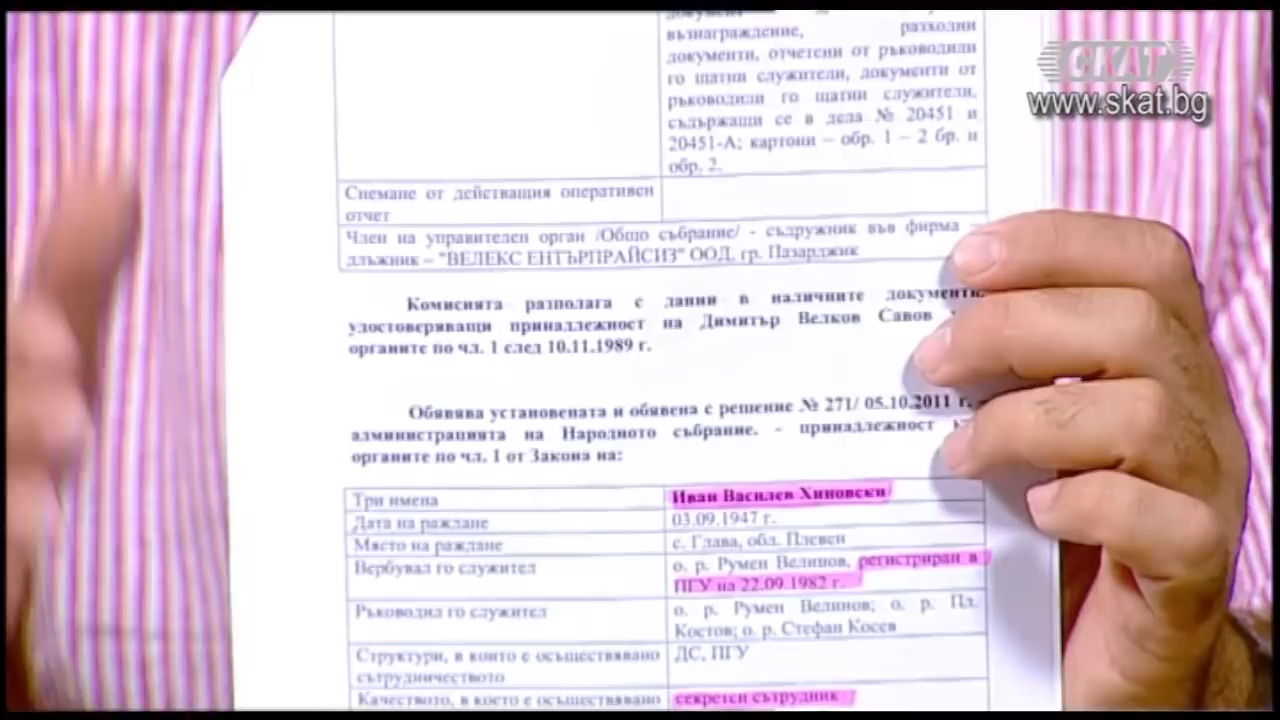 документ
възнаграждение, разходни
документи, отчетени от ръководили
го щатни служители, документи от
ръководили го щатни служители,
съдържащи се в дела № 20451 и
20451-А; картони – обр. 1 – 2 бр. и
обр. 2.
СКАТ
www.skat.bg
Снемане от действащия оперативен
отчет
Член на управителен орган /Общо събрание/ - съдружник във фирма –
длъжник – "ВЕЛЕКС ЕНТЪРПРАЙСИЗ" ООД, гр. Пазарджик
Комисията разполага с данни в наличните документи,
удостоверяващи принадлежност на Димитър Велков Савов
органите по чл. 1 след 10.11.1989 г.
Обявява установената и обявена с решение № 271/ 05.10.2011 г. –
администрацията на Народното събрание, - принадлежност към
органите по чл. 1 от Закона на:
Три имена Иван Василев Хиновски
Дата на раждане 03.09.1947 г.
Място на раждане с. Глава, обл. Плевен
Вербувал го служител о. р. Румен Велинов, регистриран в
ПГУ на 22.09.1982 г.
Ръководил го служител о. р. Румен Велинов; о. р. Пл.
Костов; о. р. Стефан Косев
Структури, в които е осъществявано ДС, ПГУ
сътрудничеството
Качеството, в което е осъществявано секретен сътрудник